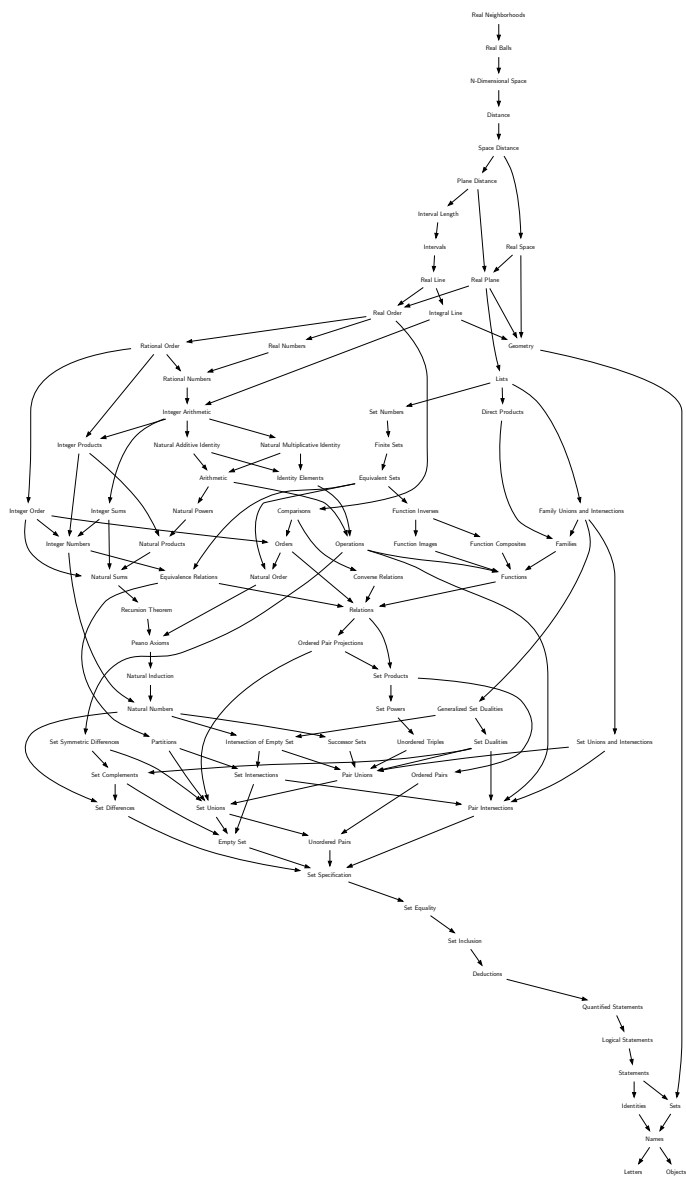 Real Neighborhoods
Real Balls
N-Dimensional Space
Distance
Space Distance
Plane Distance
Interval Length
Intervals
Real Space
Real Line
Real Plane
Real Order
Integral Line
Rational Order
Real Numbers
Geometry
Rational Numbers
Lists
Integer Arithmetic
Set Numbers
Direct Products
Integer Products
Natural Additive Identity
Natural Multiplicative Identity
Finite Sets
Arithmetic
Identity Elements
Equivalent Sets
Integer Order
Integer Sums
Natural Powers
Comparisons
Function Inverses
Family Unions and Intersections
Integer Numbers
Natural Products
Orders
Operations
Function Images
Function Composites
Families
Natural Sums
Equivalence Relations
Natural Order
Converse Relations
Functions
Recursion Theorem
Relations
Peano Axioms
Ordered Pair Projections
Natural Induction
Set Products
Natural Numbers
Set Powers
Generalized Set Dualities
Set Symmetric Differences
Partitions
Intersection of Empty Set
Successor Sets
Unordered Triples
Set Dualities
Set Unions and Intersections
Set Complements
Set Intersections
Pair Unions
Ordered Pairs
Set Differences
Set Unions
Pair Intersections
Empty Set
Unordered Pairs
Set Specification
Set Equality
Set Inclusion
Deductions
Quantified Statements
Logical Statements
Statements
Identities
Sets
Names
Letters
Objects